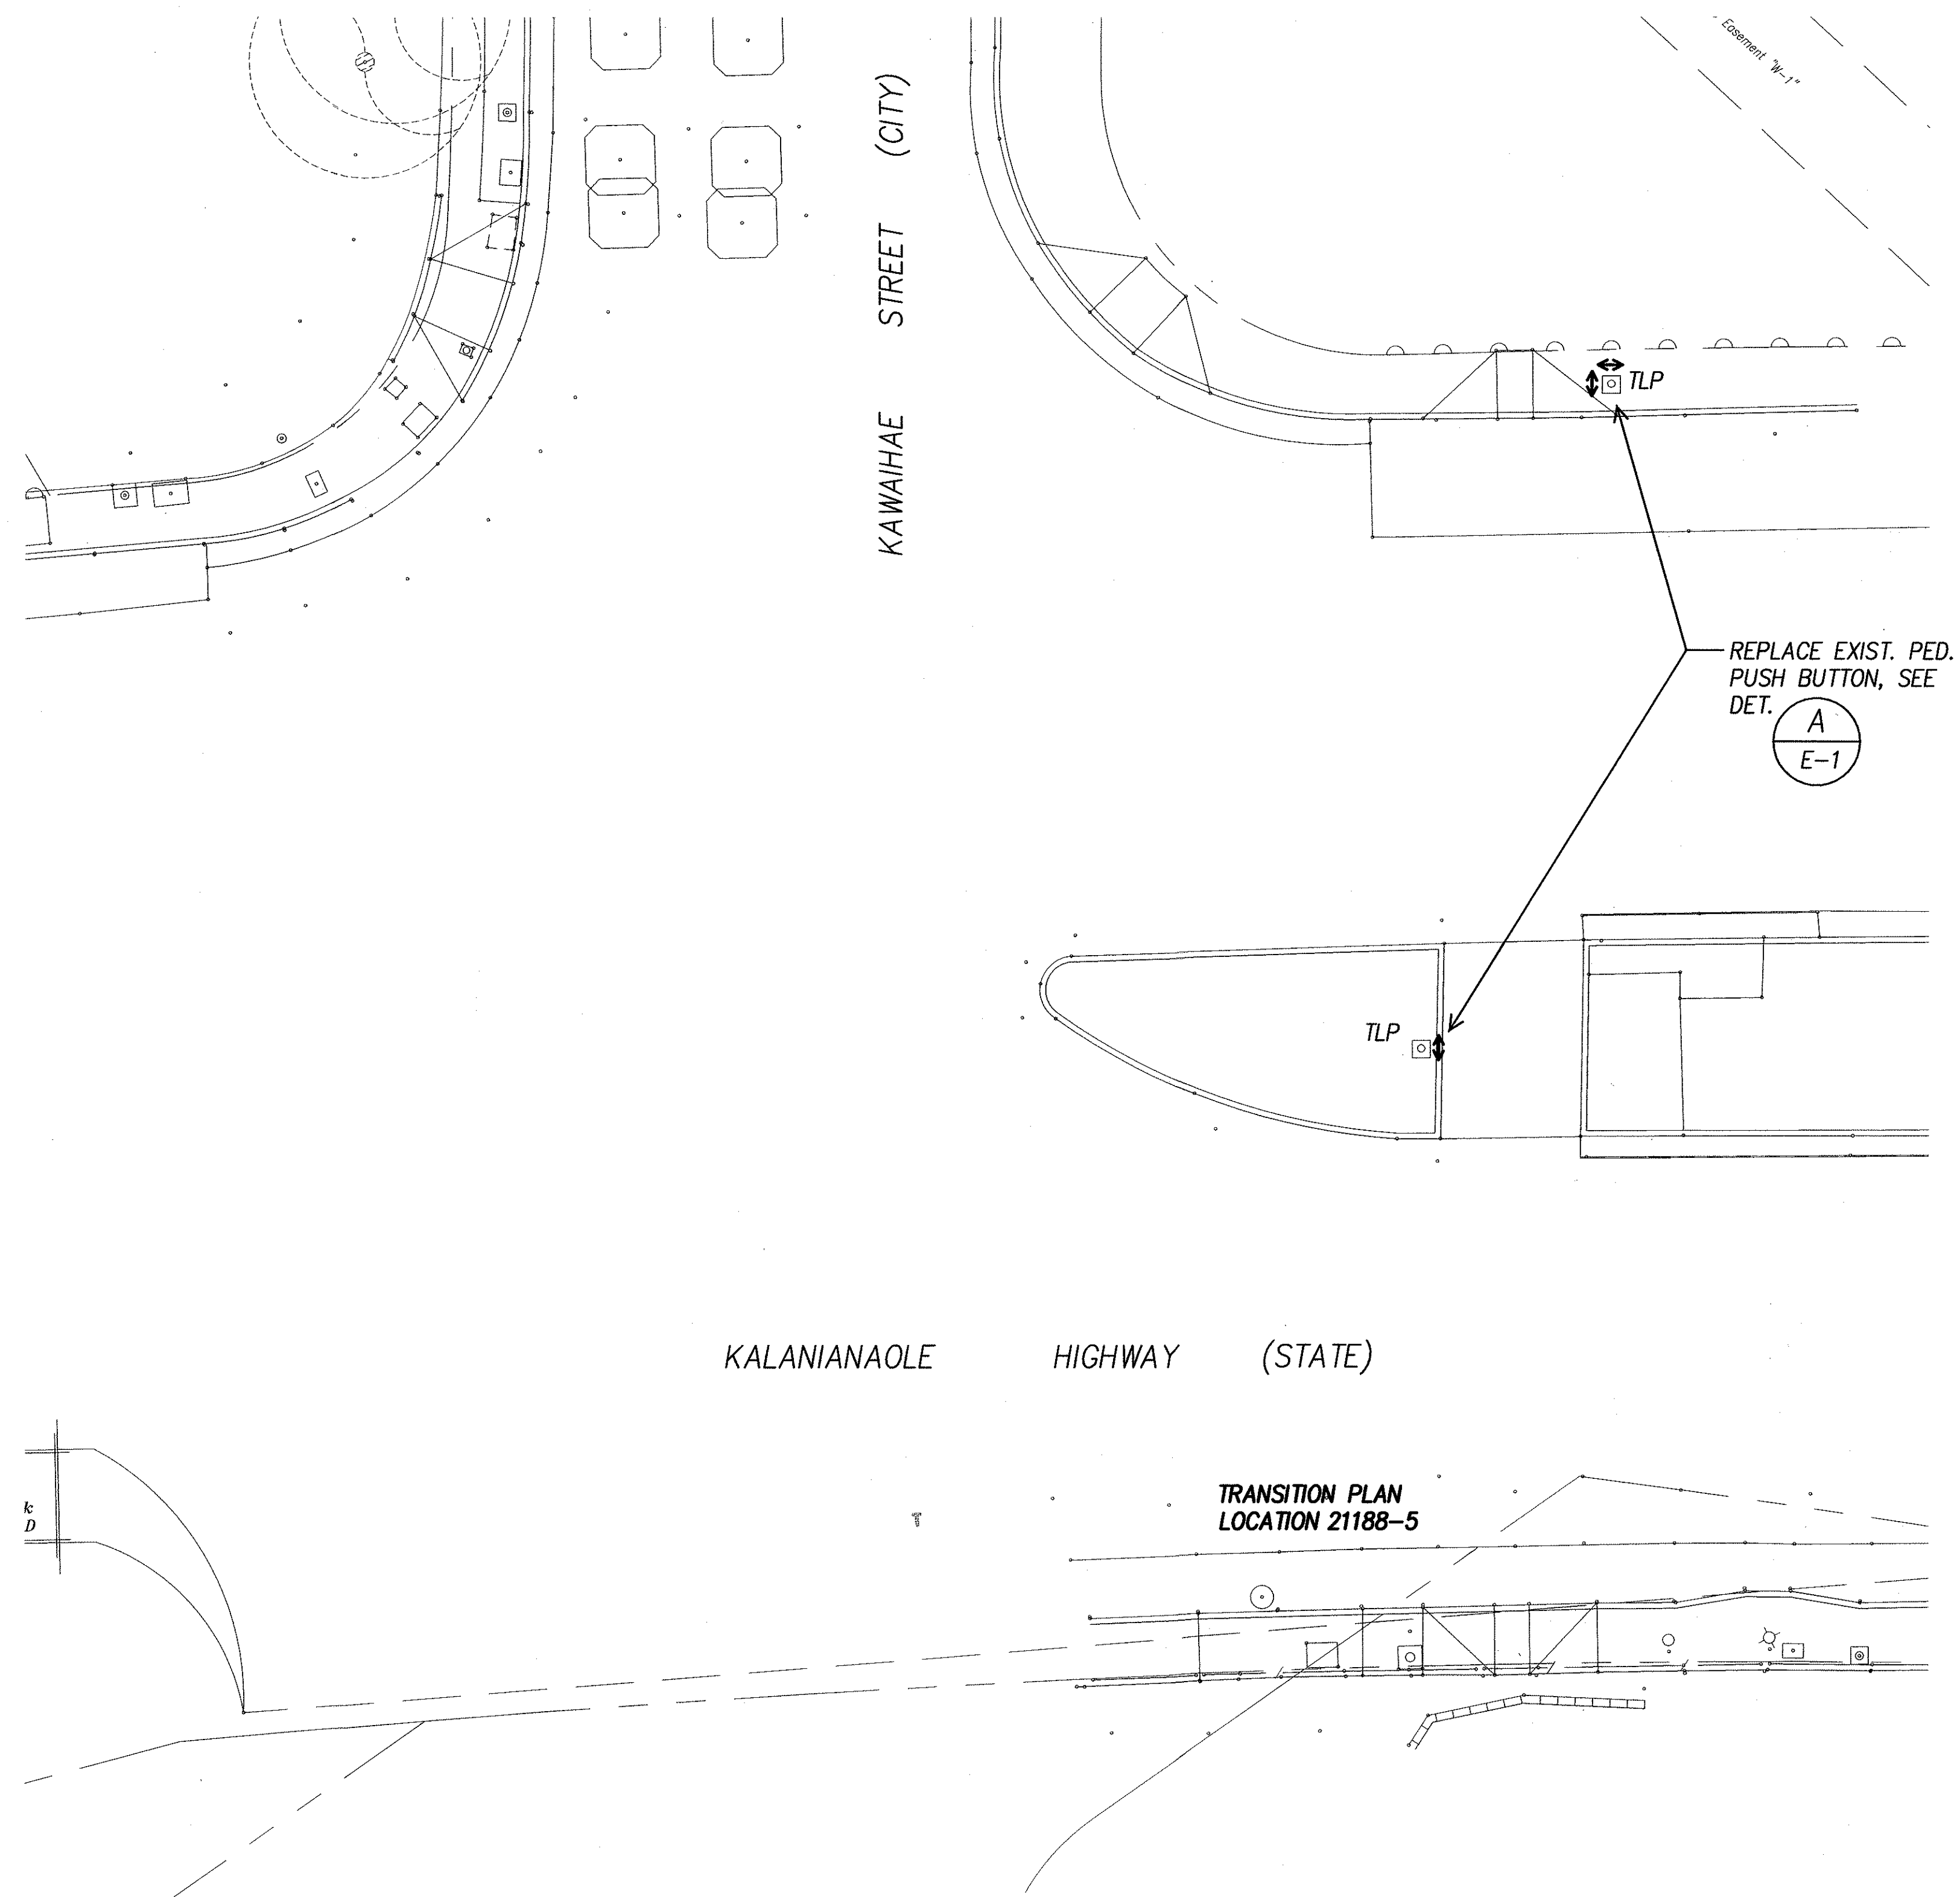 Easement "W-1"
KAWAIHAE STREET (CITY)
TLP
REPLACE EXIST. PED.
PUSH BUTTON, SEE
DET.
A
E-1
TLP
KALANIANAOLE HIGHWAY (STATE)
TRANSITION PLAN
LOCATION 21188-5
k
D